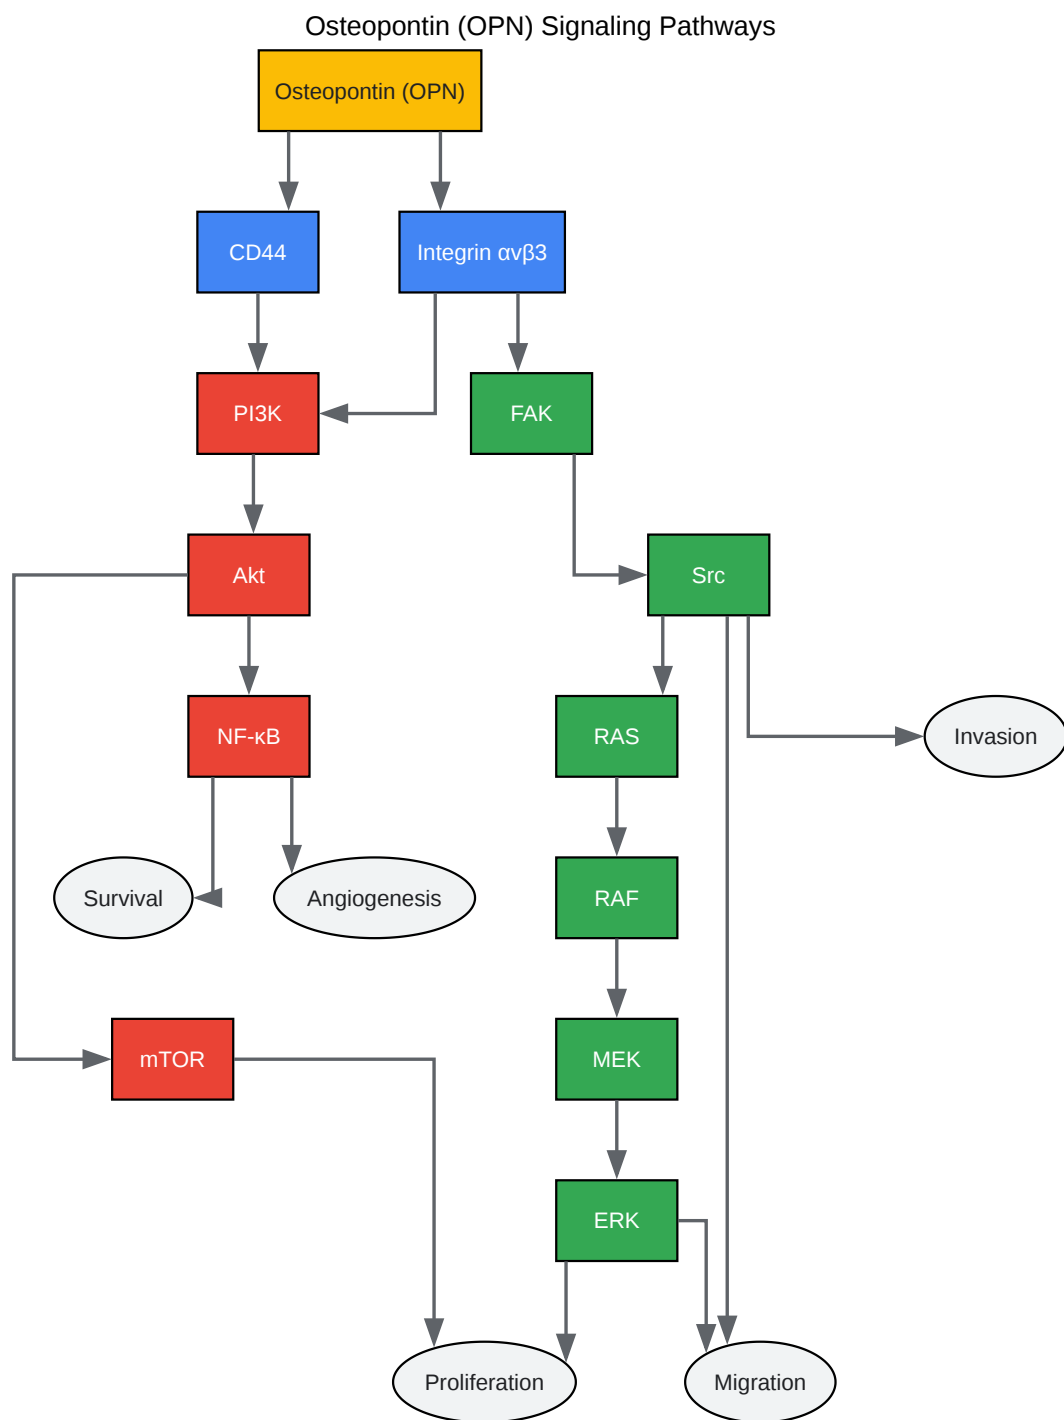 Osteopontin (OPN) Signaling Pathways
Osteopontin (OPN)
CD44
Integrin αvβ3
PI3K
FAK
Akt
Src
NF-κB
RAS
Invasion
Survival
Angiogenesis
RAF
mTOR
MEK
ERK
Proliferation
Migration